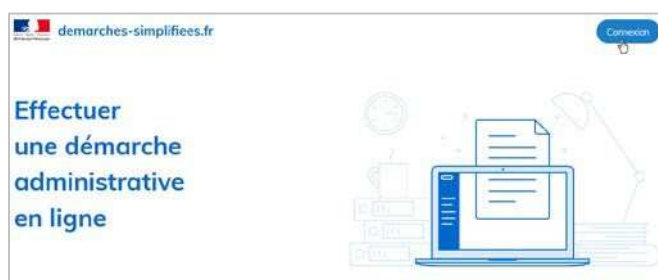 demarches-simplifiees.fr
Connexion
Effectuer
une démarche
administrative
en ligne